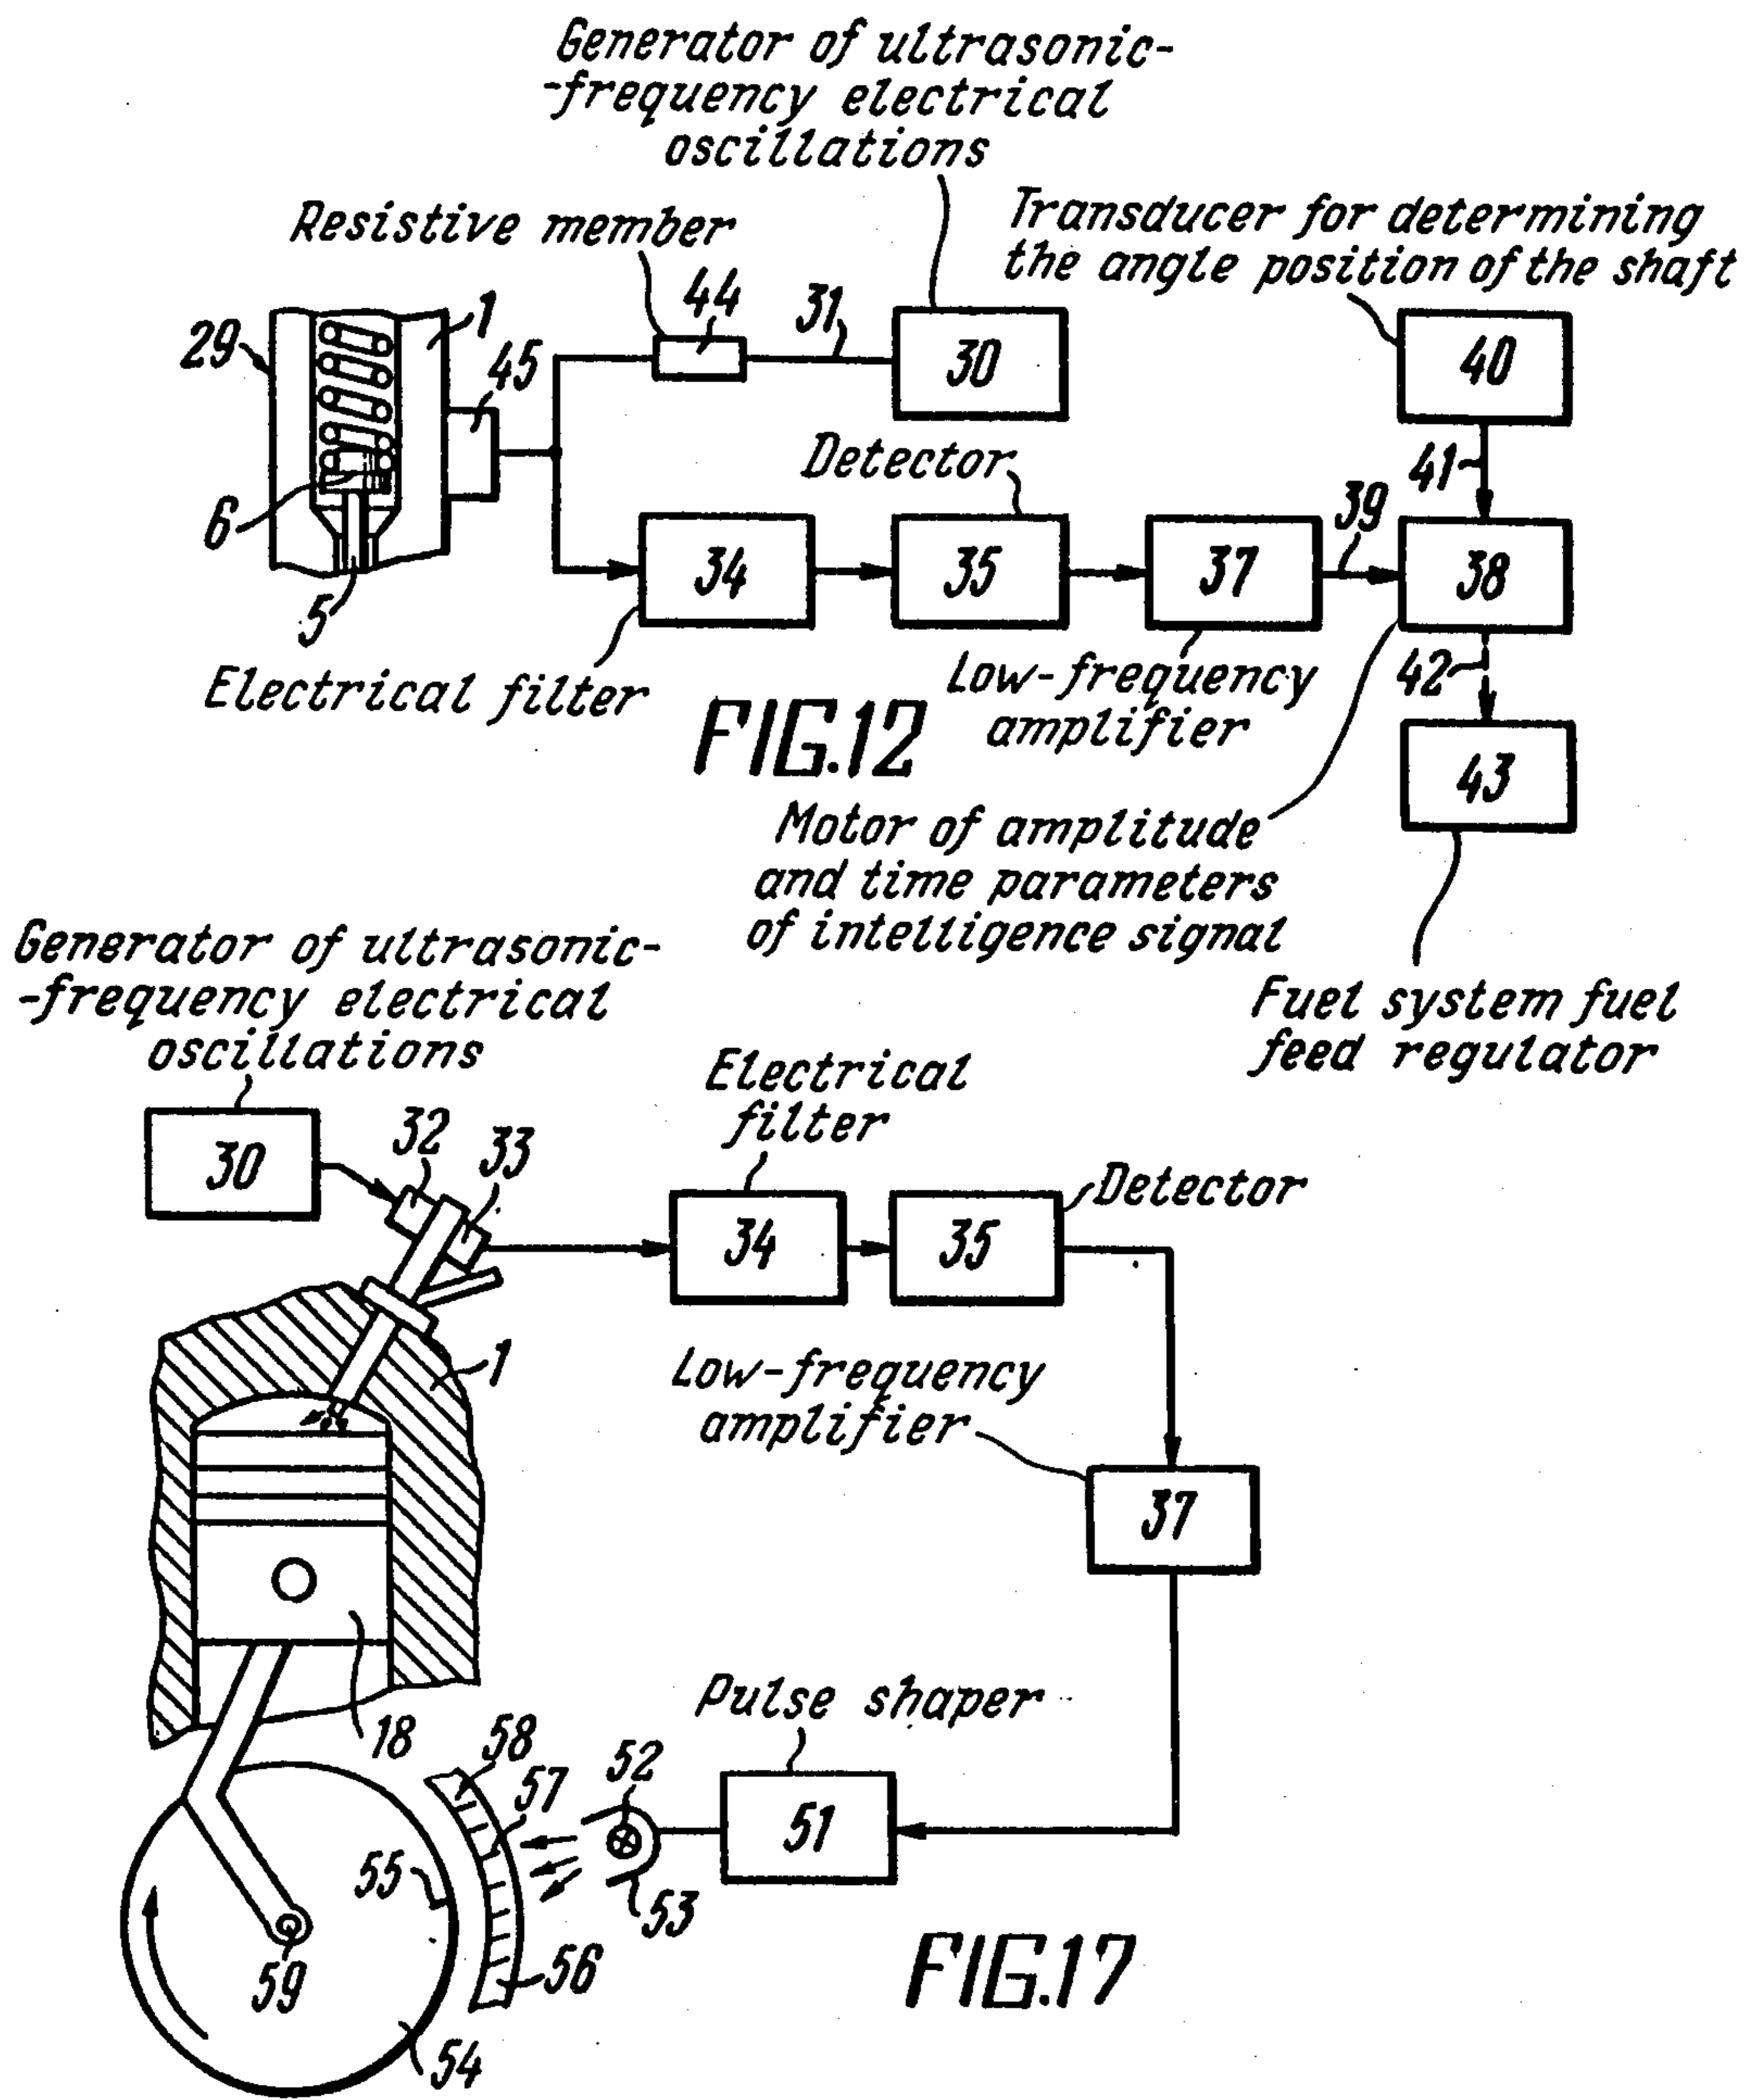 Generator of ultrasonic-
-frequency electrical
oscillations
Resistive member
Transducer for determining
the angle position of the shaft
29
1
45
44
31
30
40
6
5
Detector
41
39
34
35
37
38
Electrical filter
Low-frequency
amplifier
42
43
FIG.12
Motor of amplitude
and time parameters
of intelligence signal
Fuel system fuel
feed regulator
Generator of ultrasonic-
-frequency electrical
oscillations
30
32
33
Electrical
filter
34
35
Detector
1
Low-frequency
amplifier
37
18
Pulse shaper
58
57
52
51
55
53
59
56
54
FIG.17